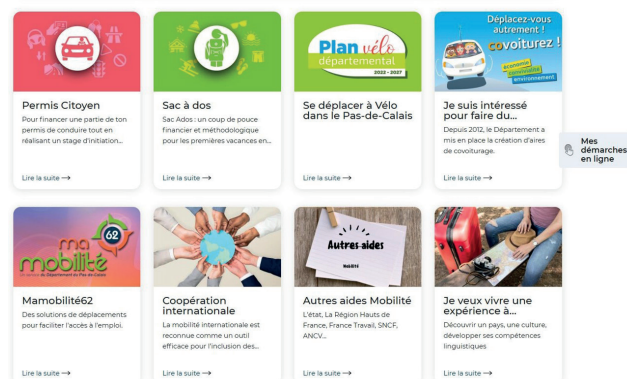 Plan vélo
départemental
2022 - 2027
Déplacez-vous
autrement !
covoiturez !
économie
convivialité
environnement
Permis Citoyen
Pour financer une partie de ton
permis de conduire tout en
réalisant un stage d'initiation...
Lire la suite →
Sac à dos
Sac Ados : un coup de pouce
financier et méthodologique
pour les premières vacances en...
Lire la suite →
Se déplacer à Vélo
dans le Pas-de-Calais
Lire la suite →
Je suis intéressé
pour faire du...
Depuis 2012, le Département a
mis en place la création d'aires
de covoiturage.
Lire la suite →
Mes
démarches
en ligne
ma
mobilité
62
Autres aides
Mobilité
Mamobilité62
Des solutions de déplacements
pour faciliter l'accès à l'emploi.
Lire la suite →
Coopération
internationale
La mobilité internationale est
reconnue comme un outil
efficace pour l'inclusion des...
Lire la suite →
Autres aides Mobilité
L'état, La Région Hauts de
France, France Travail, SNCF,
ANCV...
Lire la suite →
Je veux vivre une
expérience à...
Découvrir un pays, une culture,
développer ses compétences
linguistiques
Lire la suite →